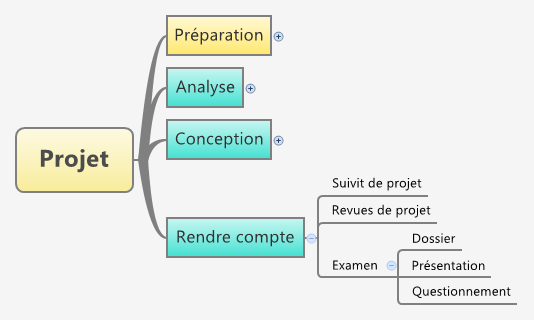 Projet
Préparation
Analyse
Conception
Rendre compte
Suivit de projet
Revues de projet
Examen
Dossier
Présentation
Questionnement